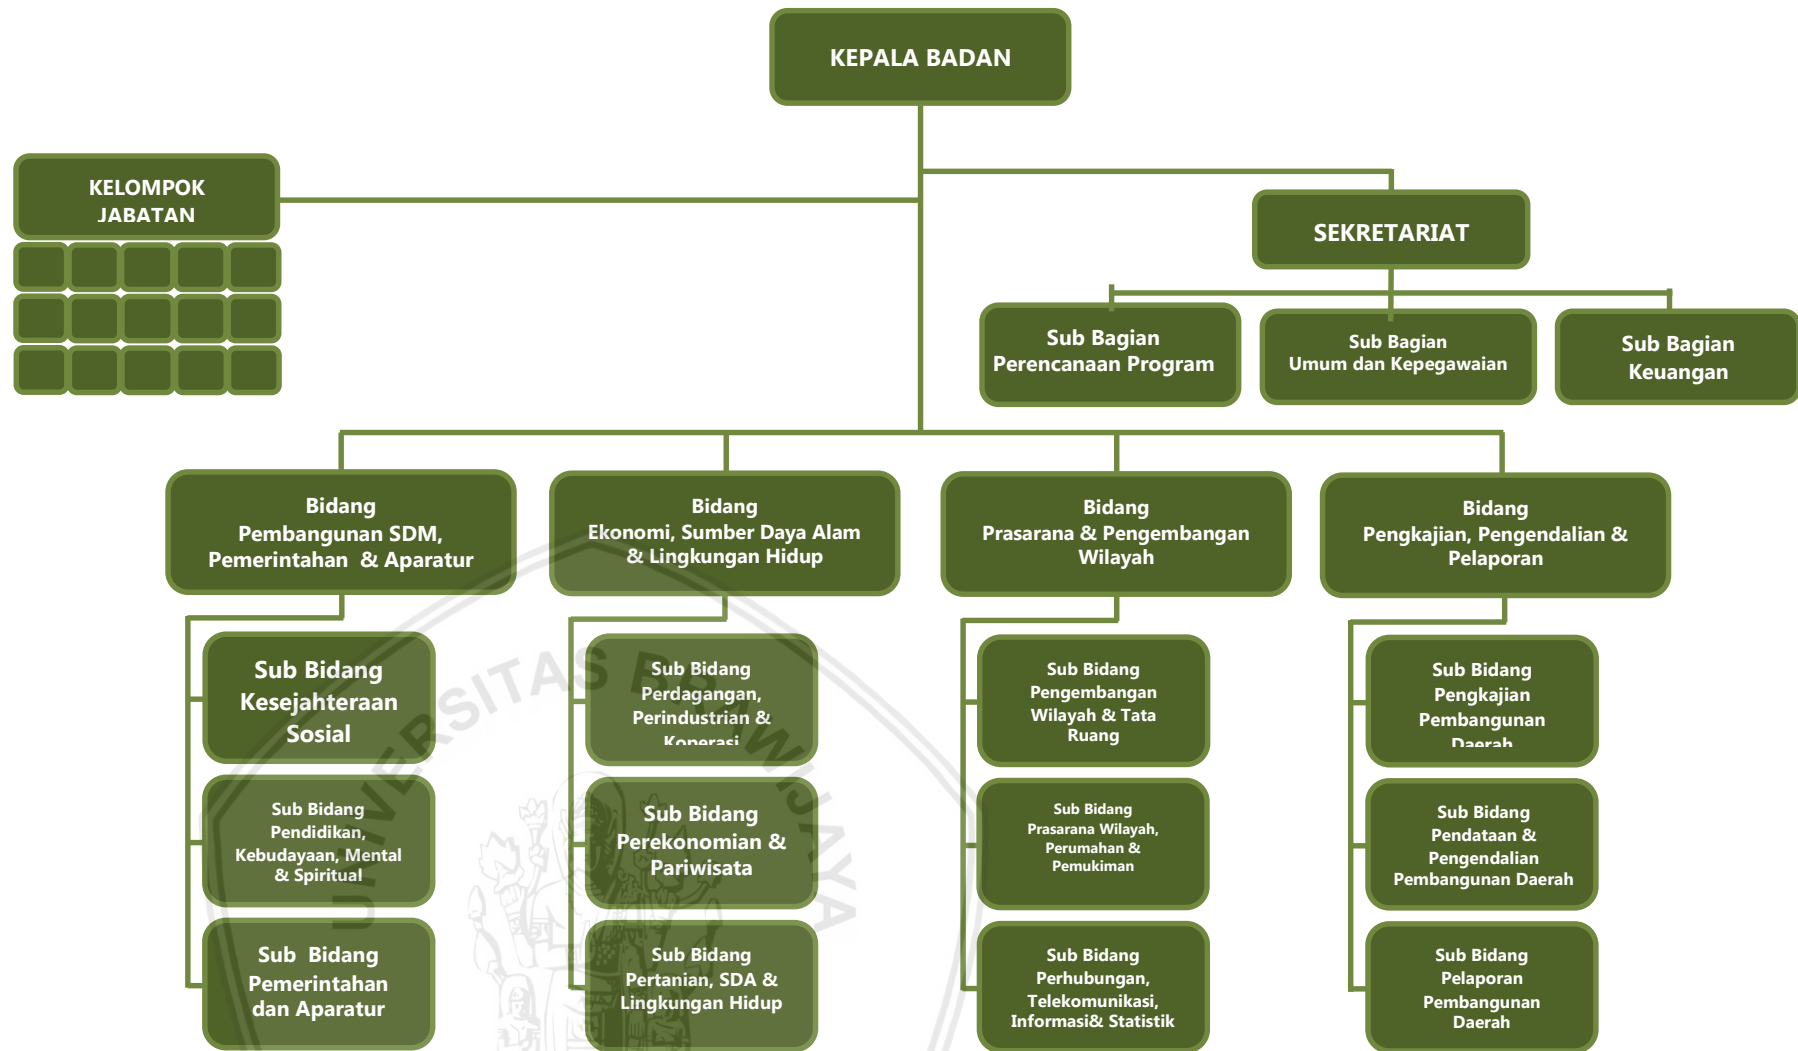 KEPALA BADAN
KELOMPOK
JABATAN
SEKRETARIAT
Sub Bagian
Perencanaan Program
Sub Bagian
Umum dan Kepegawaian
Sub Bagian
Keuangan
Bidang
Pembangunan SDM,
Pemerintahan & Aparatur
Bidang
Ekonomi, Sumber Daya Alam
& Lingkungan Hidup
Bidang
Prasarana & Pengembangan
Wilayah
Bidang
Pengkajian, Pengendalian &
Pelaporan
Sub Bidang
Kesejahteraan
Sosial
Sub Bidang
Perdagangan,
Perindustrian &
Koperasi
Sub Bidang
Pengembangan
Wilayah & Tata
Ruang
Sub Bidang
Pengkajian
Pembangunan
Daerah
Sub Bidang
Pendidikan,
Kebudayaan, Mental
& Spiritual
Sub Bidang
Perekonomian &
Pariwisata
Sub Bidang
Prasarana Wilayah,
Perumahan &
Pemukiman
Sub Bidang
Pendataan &
Pengendalian
Pembangunan Daerah
Sub Bidang
Pemerintahan
dan Aparatur
Sub Bidang
Pertanian, SDA &
Lingkungan Hidup
Sub Bidang
Perhubungan,
Telekomunikasi,
Informasi& Statistik
Sub Bidang
Pelaporan
Pembangunan
Daerah
UNIVERSITAS BRAWIJAYA